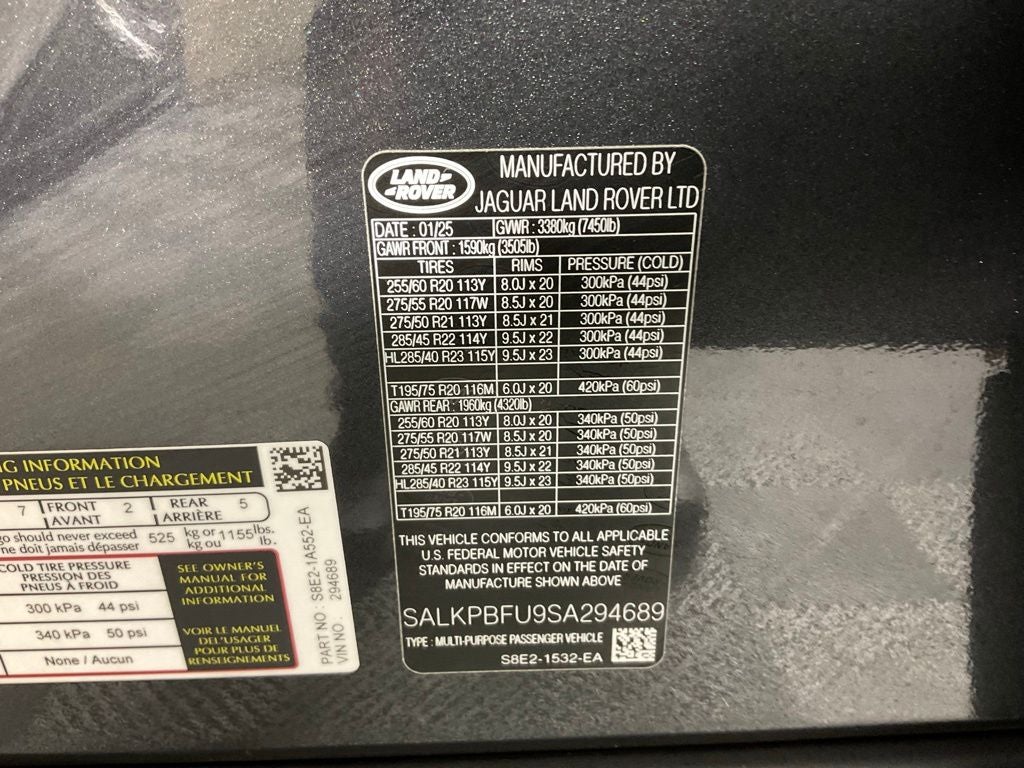 LAND ROVER
MANUFACTURED BY
JAGUAR LAND ROVER LTD
DATE : 01/25 GVWR : 3380kg (7450lb)
GAWR FRONT : 1590kg (3505lb)
TIRES RIMS PRESSURE (COLD)
255/60 R20 113Y 8.0J x 20 300kPa (44psi)
275/55 R20 117W 8.5J x 20 300kPa (44psi)
275/50 R21 113Y 8.5J x 21 300kPa (44psi)
285/45 R22 114Y 9.5J x 22 300kPa (44psi)
HL285/40 R23 115Y 9.5J x 23 300kPa (44psi)
T195/75 R20 116M 6.0J x 20 420kPa (60psi)
GAWR REAR : 1960kg (4320lb)
255/60 R20 113Y 8.0J x 20 340kPa (50psi)
275/55 R20 117W 8.5J x 20 340kPa (50psi)
275/50 R21 113Y 8.5J x 21 340kPa (50psi)
285/45 R22 114Y 9.5J x 22 340kPa (50psi)
HL285/40 R23 115Y 9.5J x 23 340kPa (50psi)
T195/75 R20 116M 6.0J x 20 420kPa (60psi)
THIS VEHICLE CONFORMS TO ALL APPLICABLE
U.S. FEDERAL MOTOR VEHICLE SAFETY
STANDARDS IN EFFECT ON THE DATE OF
MANUFACTURE SHOWN ABOVE
SALKPBFU9SA294689
TYPE : MULTI-PURPOSE PASSENGER VEHICLE
S8E2-1532-EA
NG INFORMATION
PNEUS ET LE CHARGEMENT
7 FRONT 2 REAR 5
AVANT ARRIÈRE
go should never exceed 525 kg or 1155 lbs.
ne doit jamais dépasser kg ou lb.
COLD TIRE PRESSURE
PRESSION DES
PNEUS À FROID
300 kPa 44 psi
340 kPa 50 psi
None / Aucun
SEE OWNER'S
MANUAL FOR
ADDITIONAL
INFORMATION
VOIR LE MANUEL
DE L'USAGER
POUR PLUS DE
RENSEIGNEMENTS
PART NO : S8E2-1A552-EA
VIN NO. 294689